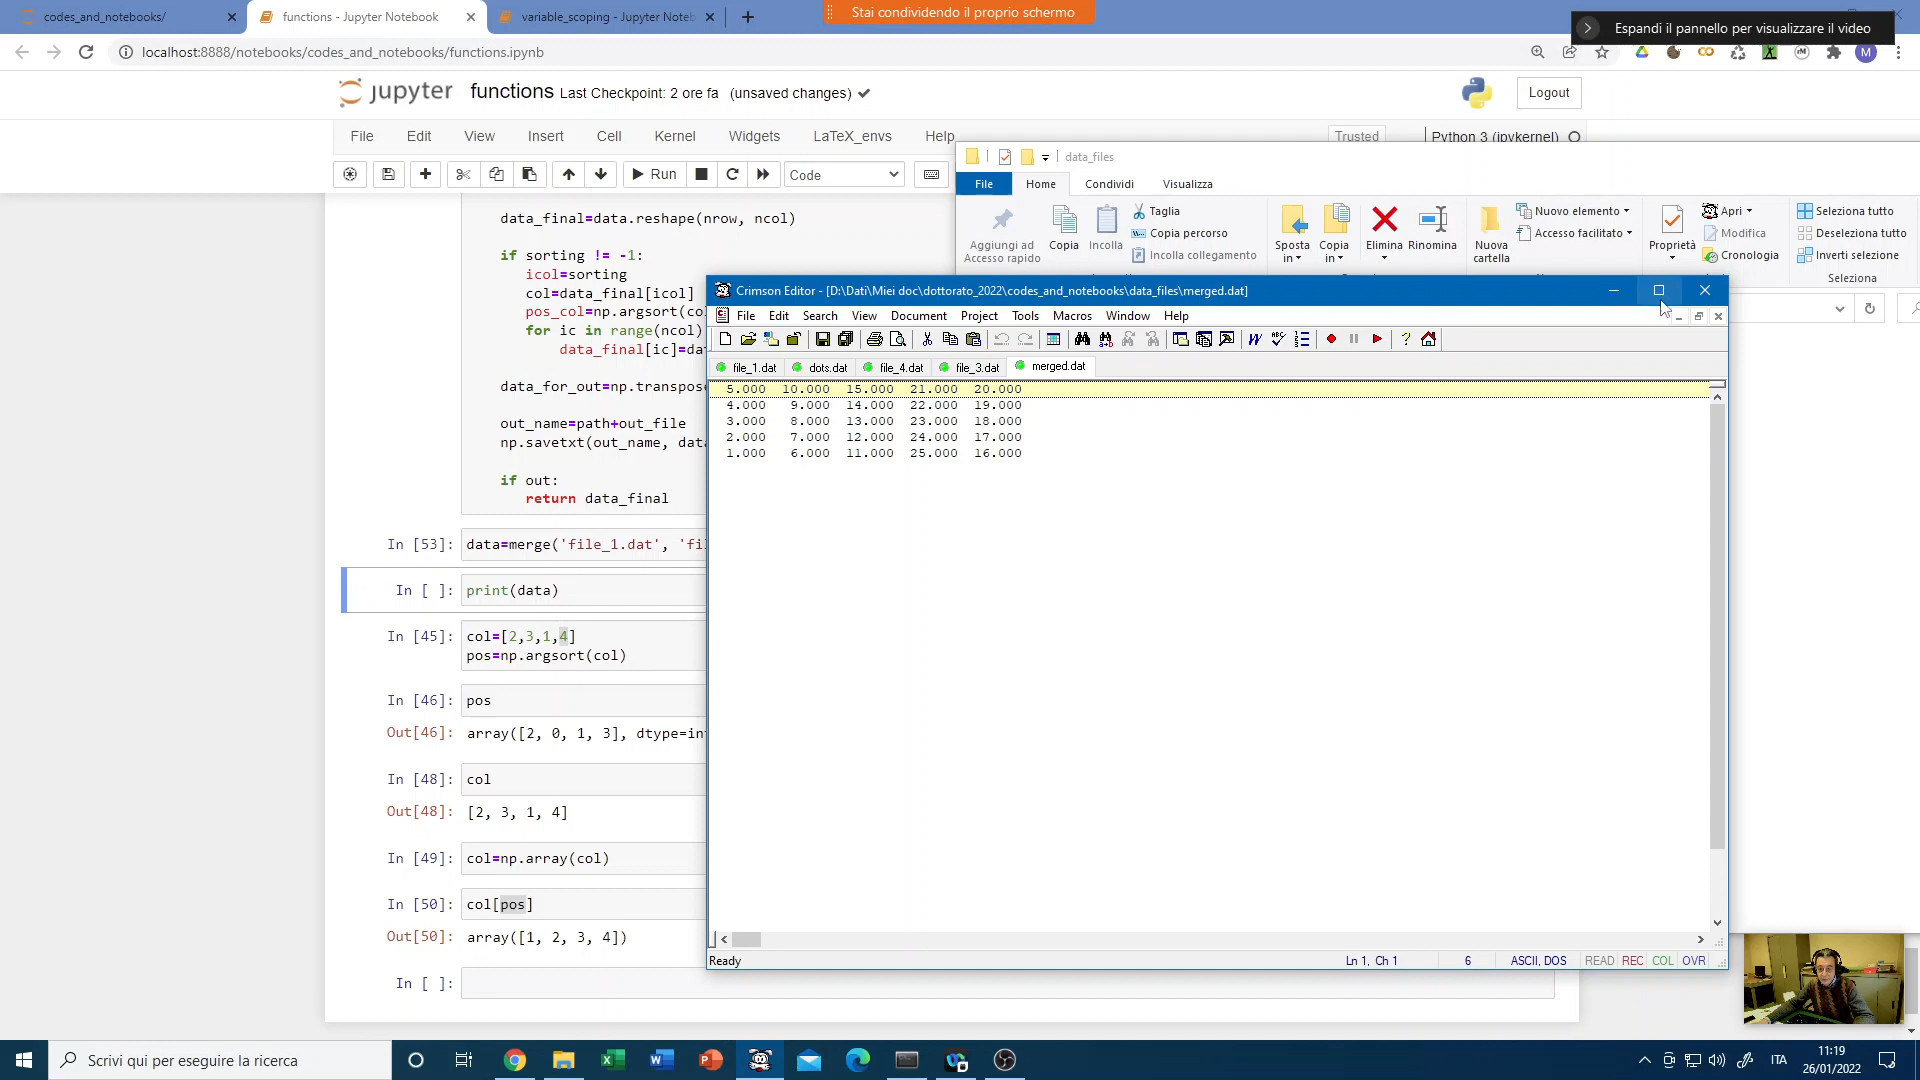 codes_and_notebooks/
functions - Jupyter Notebook
variable_scoping - Jupyter Noteb
Stai condividendo il proprio schermo
Espandi il pannello per visualizzare il video
localhost:8888/notebooks/codes_and_notebooks/functions.ipynb
M
jupyter functions Last Checkpoint: 2 ore fa (unsaved changes)
Logout
File Edit View Insert Cell Kernel Widgets LaTeX_envs Help
Trusted Python 3 (ipykernel)
Run Code
data_files
File Home Condividi Visualizza
Aggiungi ad
Accesso rapido
Copia
Incolla
Taglia
Copia percorso
Incolla collegamento
Sposta
in
Copia
in
Elimina
Rinomina
Nuova
cartella
Nuovo elemento
Accesso facilitato
Proprietà
Apri
Modifica
Cronologia
Seleziona tutto
Deseleziona tutto
Inverti selezione
Selezione
data_final=data.reshape(nrow, ncol)
if sorting != -1:
icol=sorting
col=data_final[icol]
pos_col=np.argsort(co
for ic in range(ncol)
data_final[ic]=da
data_for_out=np.transpose
out_name=path+out_file
np.savetxt(out_name, data
if out:
return data_final
In [53]: data=merge('file_1.dat', 'fi
In [ ]: print(data)
In [45]: col=[2,3,1,4]
pos=np.argsort(col)
In [46]: pos
Out[46]: array([2, 0, 1, 3], dtype=in
In [48]: col
Out[48]: [2, 3, 1, 4]
In [49]: col=np.array(col)
In [50]: col[pos]
Out[50]: array([1, 2, 3, 4])
In [ ]:
Crimson Editor - [D:\Dati\Miei doc\dottorato_2022\codes_and_notebooks\data_files\merged.dat]
File Edit Search View Document Project Tools Macros Window Help
file_1.dat dots.dat file_4.dat file_3.dat merged.dat
5.000 10.000 15.000 21.000 20.000
4.000 9.000 14.000 22.000 19.000
3.000 8.000 13.000 23.000 18.000
2.000 7.000 12.000 24.000 17.000
1.000 6.000 11.000 25.000 16.000
Ready Ln 1, Ch 1 6 ASCII, DOS READ REC COL OVR
Scrivi qui per eseguire la ricerca
ITA
11:19
26/01/2022